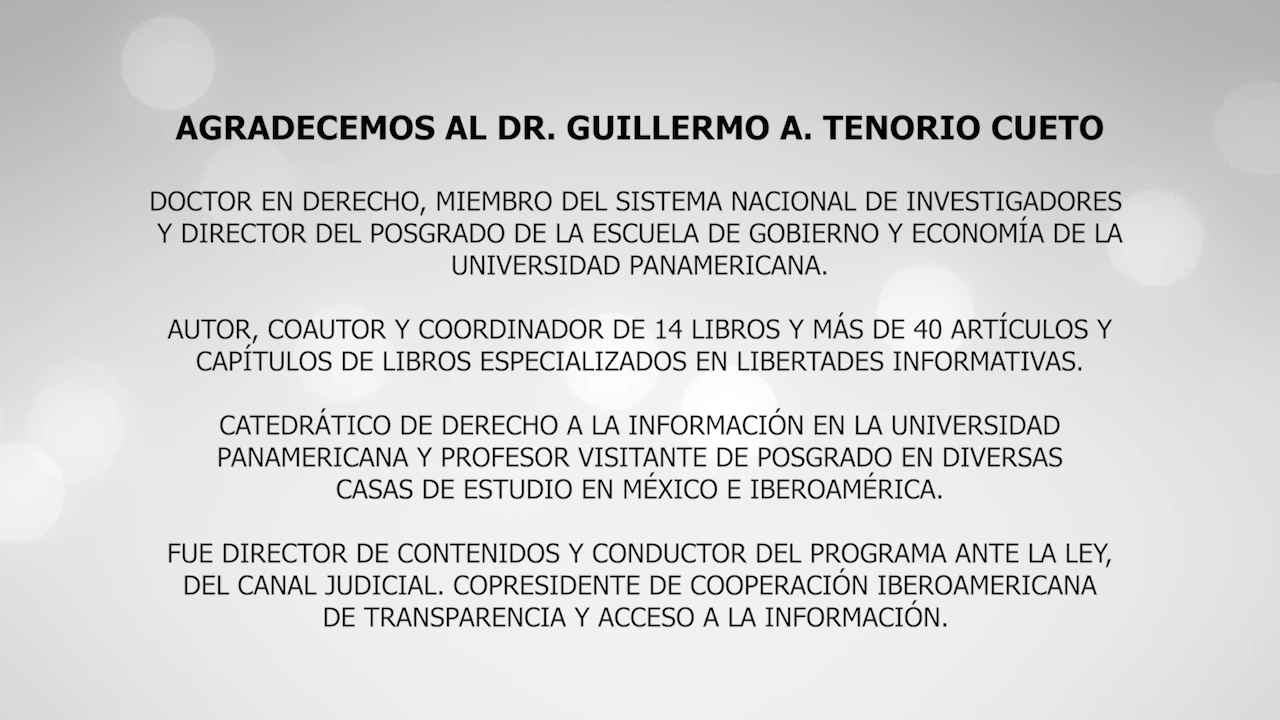 AGRADECEMOS AL DR. GUILLERMO A. TENORIO CUETO
DOCTOR EN DERECHO, MIEMBRO DEL SISTEMA NACIONAL DE INVESTIGADORES
Y DIRECTOR DEL POSGRADO DE LA ESCUELA DE GOBIERNO Y ECONOMÍA DE LA
UNIVERSIDAD PANAMERICANA.
AUTOR, COAUTOR Y COORDINADOR DE 14 LIBROS Y MÁS DE 40 ARTÍCULOS Y
CAPÍTULOS DE LIBROS ESPECIALIZADOS EN LIBERTADES INFORMATIVAS.
CATEDRÁTICO DE DERECHO A LA INFORMACIÓN EN LA UNIVERSIDAD
PANAMERICANA Y PROFESOR VISITANTE DE POSGRADO EN DIVERSAS
CASAS DE ESTUDIO EN MÉXICO E IBEROAMÉRICA.
FUE DIRECTOR DE CONTENIDOS Y CONDUCTOR DEL PROGRAMA ANTE LA LEY,
DEL CANAL JUDICIAL. COPRESIDENTE DE COOPERACIÓN IBEROAMERICANA
DE TRANSPARENCIA Y ACCESO A LA INFORMACIÓN.